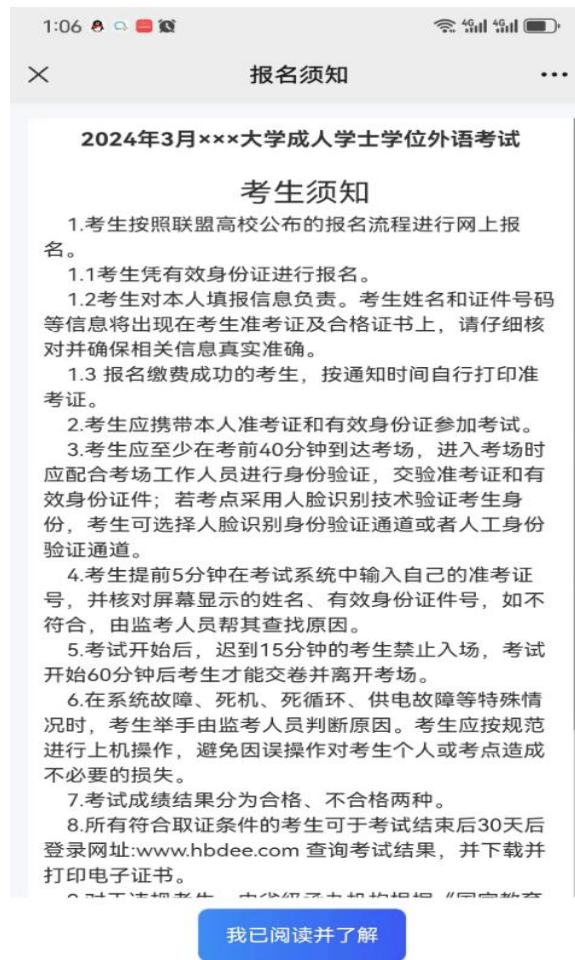 1:06
4G 4G
报名须知
2024年3月×××大学成人学士学位外语考试
考生须知
1.考生按照联盟高校公布的报名流程进行网上报
名。
1.1考生凭有效身份证进行报名。
1.2考生对本人填报信息负责。考生姓名和证件号码
等信息将出现在考生准考证及合格证书上，请仔细核
对并确保相关信息真实准确。
1.3 报名缴费成功的考生，按通知时间自行打印准
考证。
2.考生应携带本人准考证和有效身份证参加考试。
3.考生应至少在考前40分钟到达考场，进入考场时
应配合考场工作人员进行身份验证，交验准考证和有
效身份证件；若考点采用人脸识别技术验证考生身
份，考生可选择人脸识别身份验证通道或者人工身份
验证通道。
4.考生提前5分钟在考试系统中输入自己的准考证
号，并核对屏幕显示的姓名、有效身份证件号，如不
符合，由监考人员帮其查找原因。
5.考试开始后，迟到15分钟的考生禁止入场，考试
开始60分钟后考生才能交卷并离开考场。
6.在系统故障、死机、死循环、供电故障等特殊情
况时，考生举手由监考人员判断原因。考生应按规范
进行上机操作，避免因误操作对考生个人或考点造成
不必要的损失。
7.考试成绩结果分为合格、不合格两种。
8.所有符合取证条件的考生可于考试结束后30天后
登录网址:www.hbdee.com 查询考试结果，并下载并
打印电子证书。
我已阅读并了解